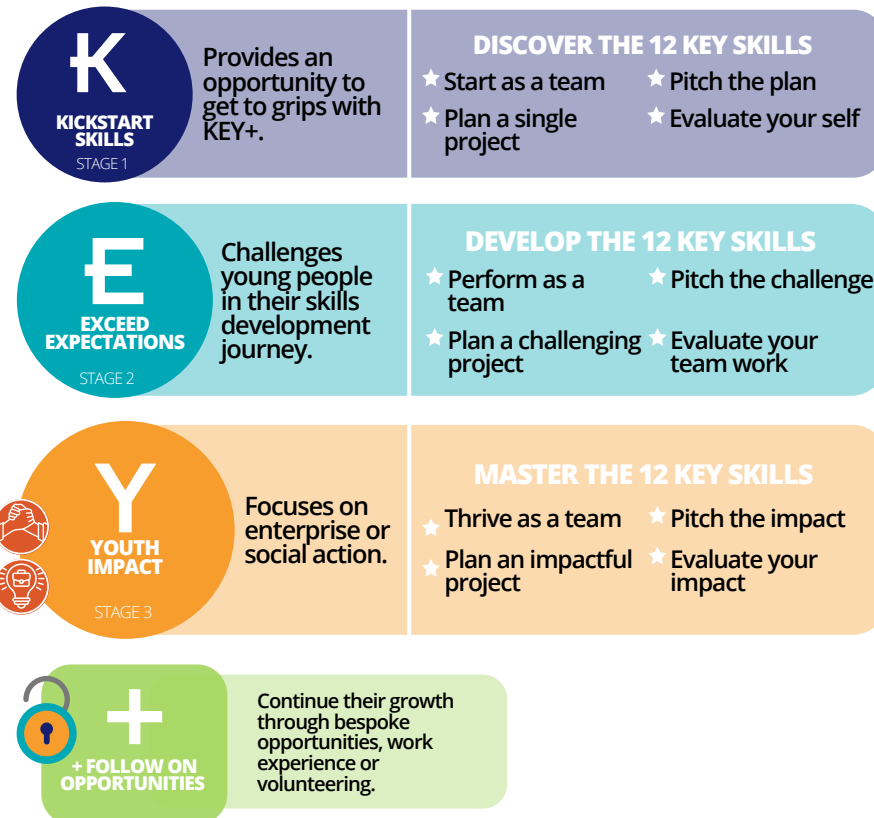 K
KICKSTART
SKILLS
STAGE 1
Provides an
opportunity to
get to grips with
KEY+.
DISCOVER THE 12 KEY SKILLS
Start as a team
Plan a single
project
Pitch the plan
Evaluate your self
E
EXCEED
EXPECTATIONS
STAGE 2
Challenges
young people
in their skills
development
journey.
DEVELOP THE 12 KEY SKILLS
Perform as a
team
Plan a challenging
project
Pitch the challenge
Evaluate your
team work
Y
YOUTH
IMPACT
STAGE 3
Focuses on
enterprise or
social action.
MASTER THE 12 KEY SKILLS
Thrive as a team
Plan an impactful
project
Pitch the impact
Evaluate your
impact
+
+ FOLLOW ON
OPPORTUNITIES
Continue their growth
through bespoke
opportunities, work
experience or
volunteering.